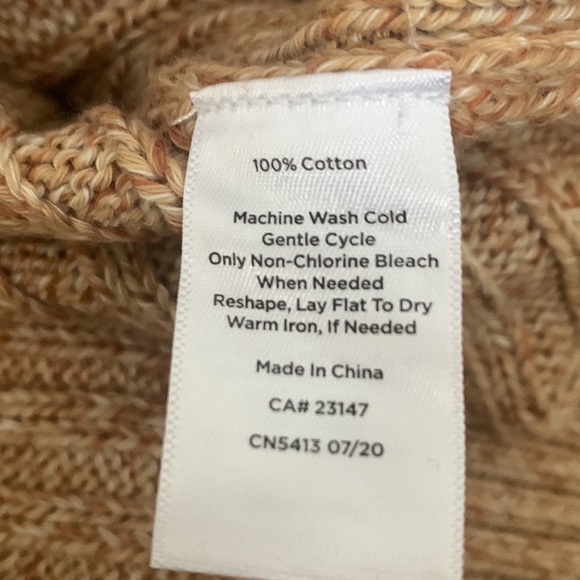 100% Cotton
Machine Wash Cold
Gentle Cycle
Only Non-Chlorine Bleach
When Needed
Reshape, Lay Flat To Dry
Warm Iron, If Needed
Made In China
CA# 23147
CN5413 07/20